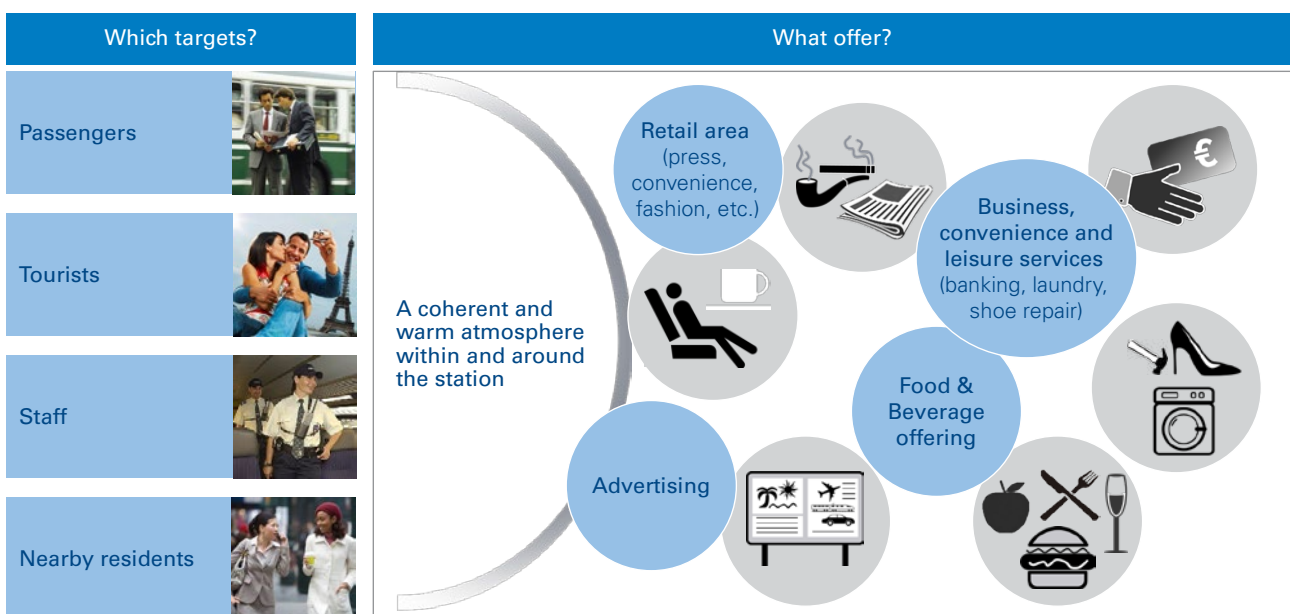 Which targets?
Passengers
Tourists
Staff
Nearby residents
What offer?
A coherent and
warm atmosphere
within and around
the station
Retail area
(press,
convenience,
fashion, etc.)
Business,
convenience and
leisure services
(banking, laundry,
shoe repair)
Food &
Beverage
offering
Advertising
€